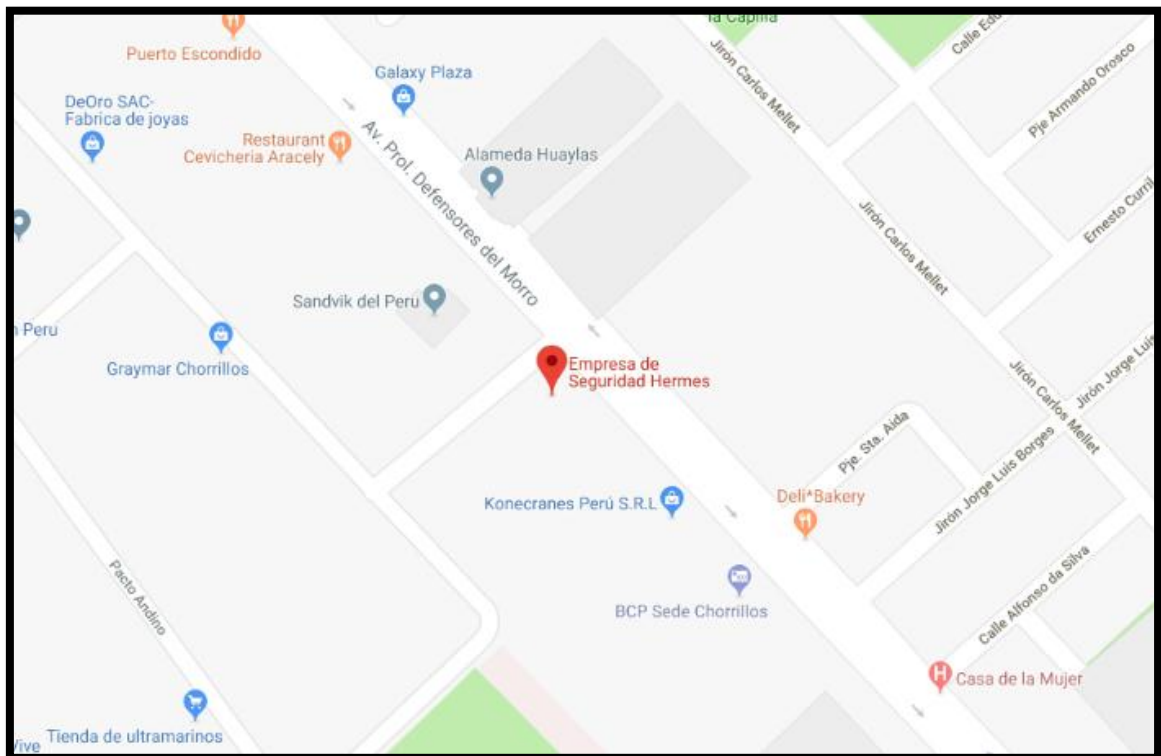 la Capilla
Calle Edu
Puerto Escondido
Jirón Carlos Mellet
Galaxy Plaza
Pje Armando Orosco
DeOro SAC-
Fabrica de joyas
Restaurant
Cevicheria Aracely
Av. Prol. Defensores del Morro
Alameda Huaylas
Jirón Carlos Mellet
Ernesto Curril
Sandvik del Peru
n Peru
Graymar Chorrillos
Empresa de
Seguridad Hermes
Jirón Jorge Luis
Jirón Carlos Mellet
Pje. Sta. Aida
Jirón Jorge Luis Borges
Konecranes Perú S.R.L
Deli*Bakery
Pacto Andino
BCP Sede Chorrillos
Calle Alfonso da Silva
Casa de la Mujer
Tienda de ultramarinos
Vive